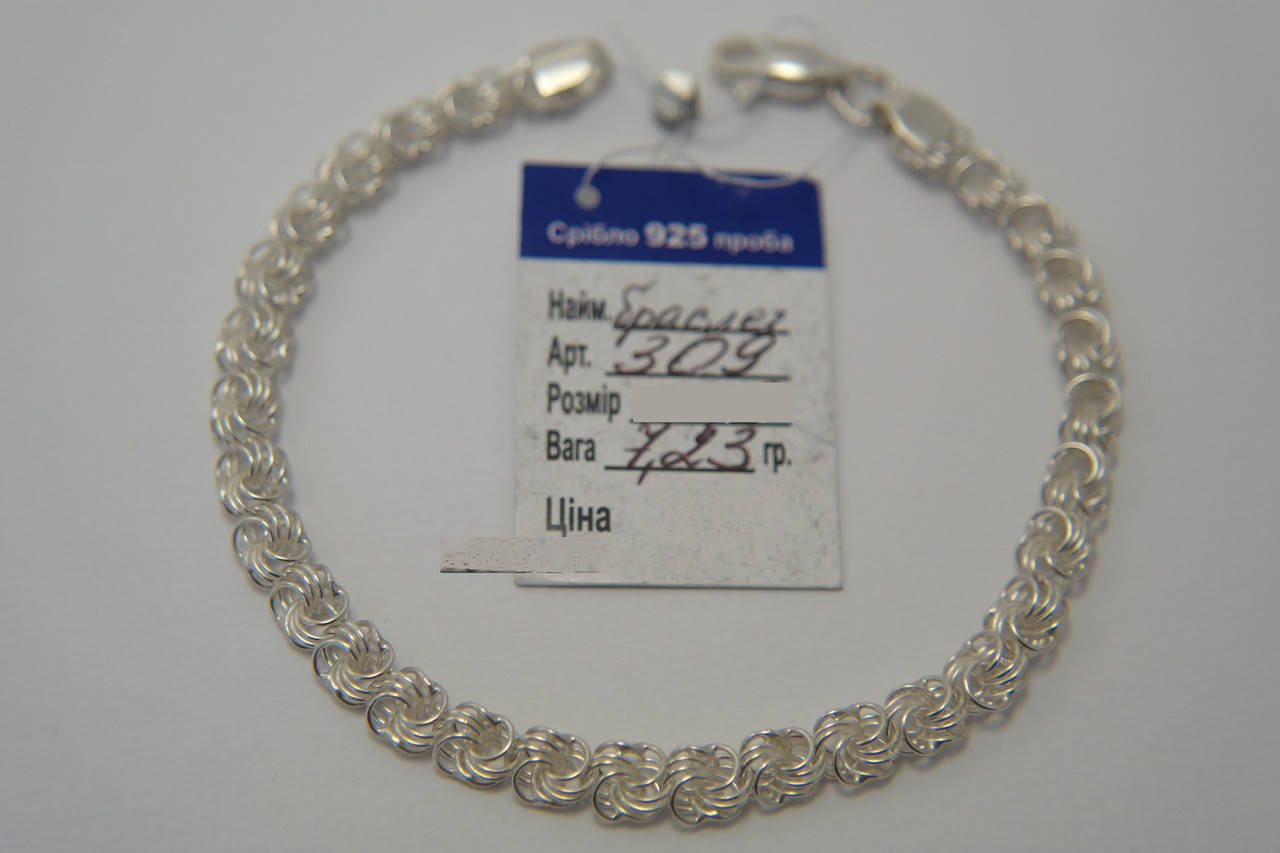 Срібло 925 проба
Найм. браслет
Арт. 309
Розмір
Вага 7,23 гр.
Ціна